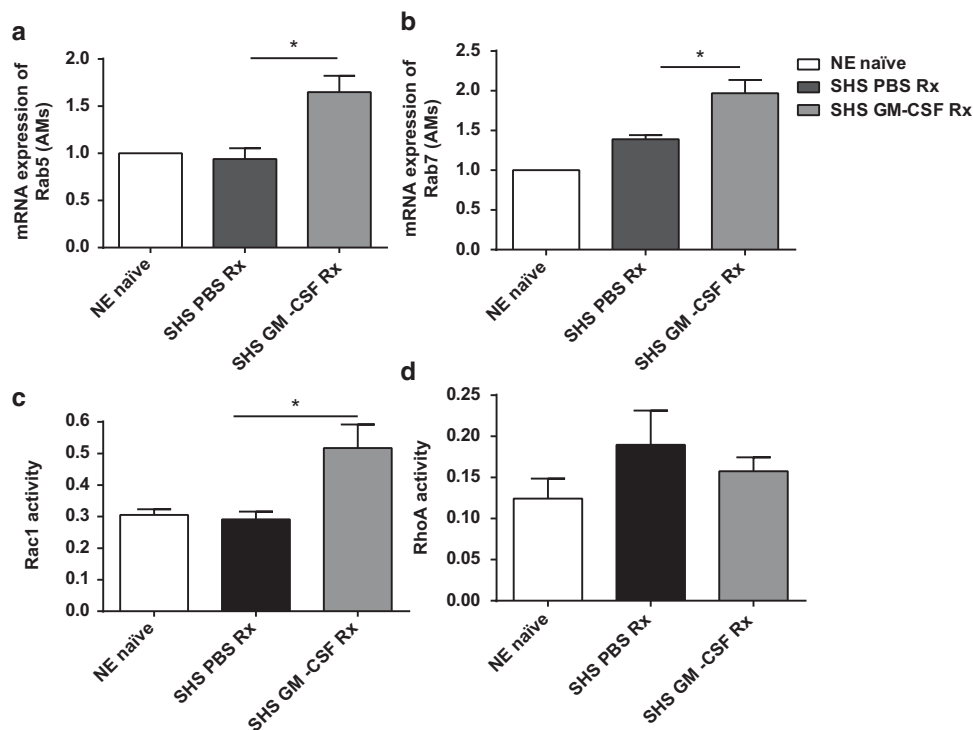 a
mRNA expression of
Rab5 (AMs)
2.0
1.5
1.0
0.5
0.0
*
NE naïve
SHS PBS Rx
SHS GM -CSF Rx
b
mRNA expression of
Rab7 (AMs)
2.5
2.0
1.5
1.0
0.5
0.0
*
NE naïve
SHS PBS Rx
SHS GM -CSF Rx
NE naïve
SHS PBS Rx
SHS GM-CSF Rx
c
Rac1 activity
0.6
0.5
0.4
0.3
0.2
0.1
0.0
*
NE naïve
SHS PBS Rx
SHS GM -CSF Rx
d
RhoA activity
0.25
0.20
0.15
0.10
0.05
0.00
NE naïve
SHS PBS Rx
SHS GM -CSF Rx